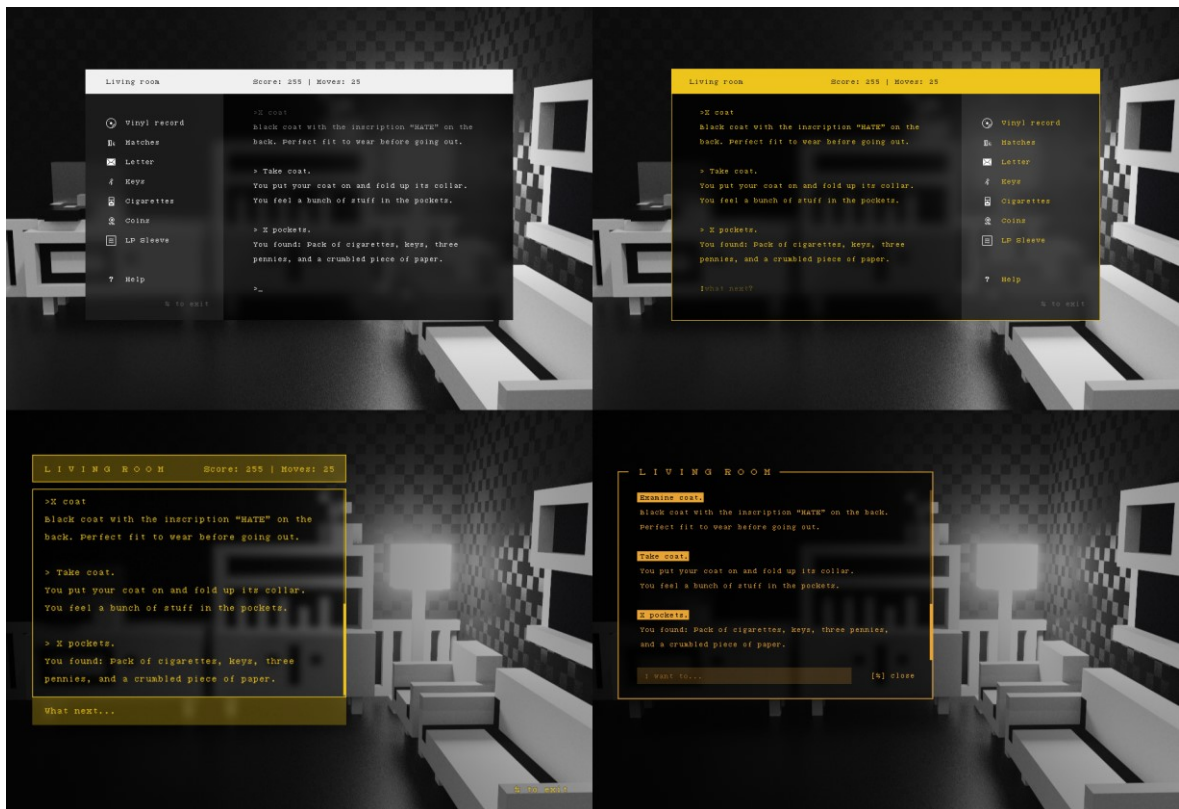 Living room
Score: 255 | Moves: 25
Vinyl record
Matches
Letter
Keys
Cigarettes
Coins
LP Sleeve
? Help
to exit
>X coat
Black coat with the inscription "HATE" on the
back. Perfect fit to wear before going out.
> Take coat.
You put your coat on and fold up its collar.
You feel a bunch of stuff in the pockets.
> X pockets.
You found: Pack of cigarettes, keys, three
pennies, and a crumbled piece of paper.
>_
Living room
Score: 255 | Moves: 25
>X coat
Black coat with the inscription "HATE" on the
back. Perfect fit to wear before going out.
> Take coat.
You put your coat on and fold up its collar.
You feel a bunch of stuff in the pockets.
> X pockets.
You found: Pack of cigarettes, keys, three
pennies, and a crumbled piece of paper.
What next?
Vinyl record
Matches
Letter
Keys
Cigarettes
Coins
LP Sleeve
? Help
to exit
LIVING ROOM
Score: 255 | Moves: 25
>X coat
Black coat with the inscription "HATE" on the
back. Perfect fit to wear before going out.
> Take coat.
You put your coat on and fold up its collar.
You feel a bunch of stuff in the pockets.
> X pockets.
You found: Pack of cigarettes, keys, three
pennies, and a crumbled piece of paper.
What next...
to exit
LIVING ROOM
Examine coat.
Black coat with the inscription "HATE" on the back.
Perfect fit to wear before going out.
Take coat.
You put your coat on and fold up its collar.
You feel a bunch of stuff in the pockets.
X pockets.
You found: Pack of cigarettes, keys, three pennies,
and a crumbled piece of paper.
I want to...
close